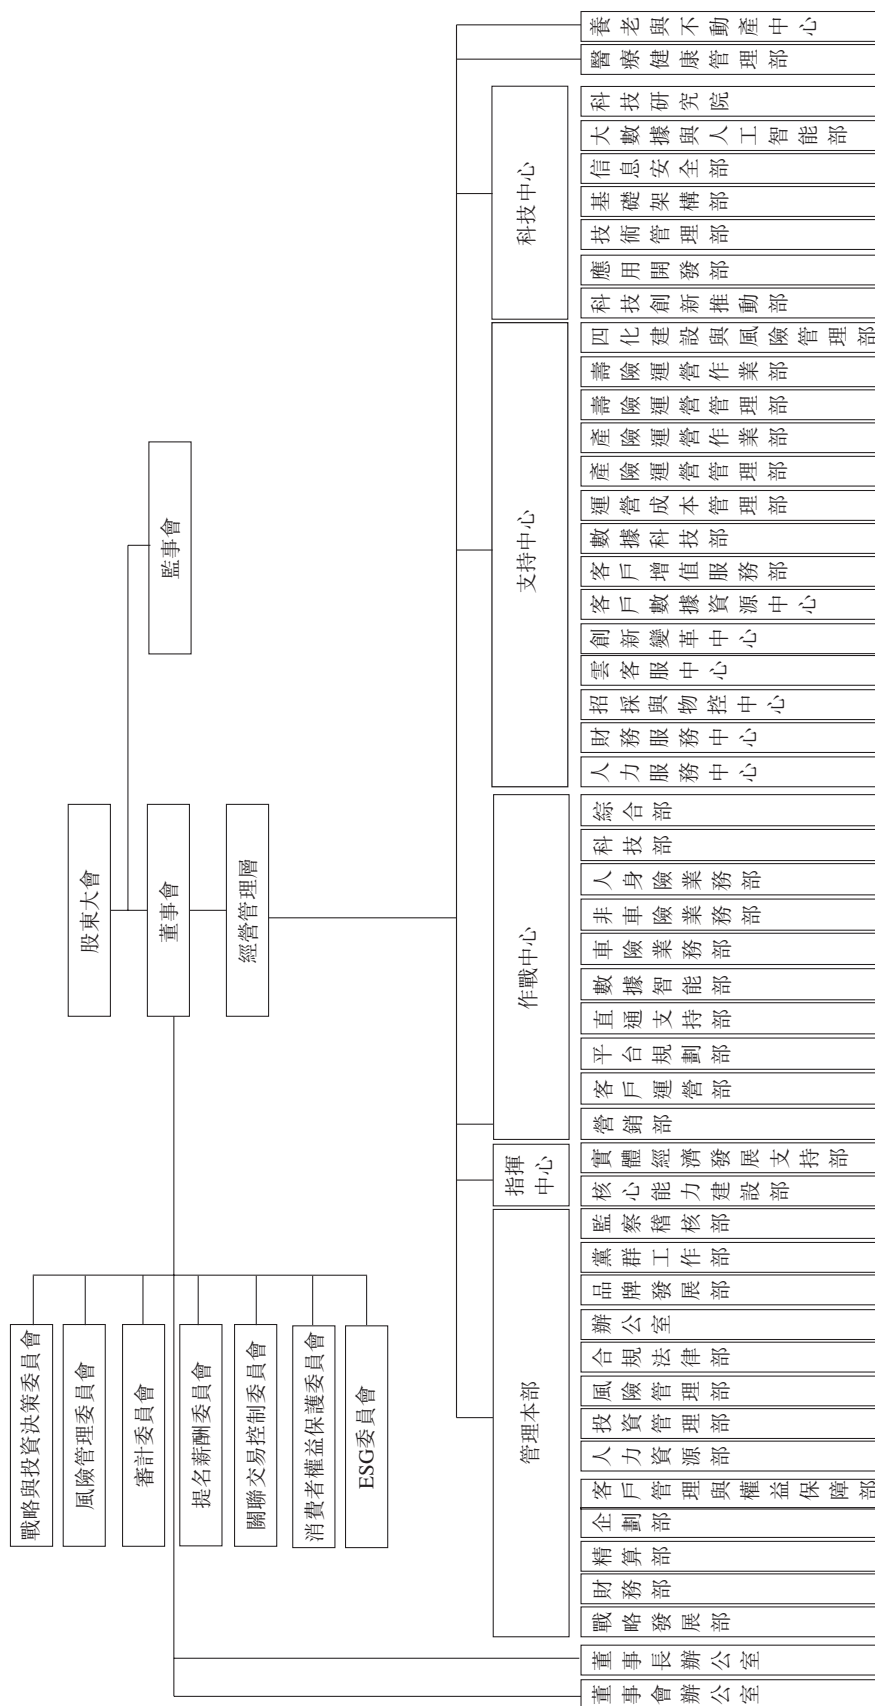 股東大會
監事會
董事會
經營管理層
戰略與投資決策委員會
風險管理委員會
審計委員會
提名薪酬委員會
關聯交易控制委員會
消費者權益保護委員會
ESG委員會
管理本部
指揮
中心
作戰中心
支持中心
科技中心
董事會辦公室
董事長辦公室
戰略發展部
財務部
精算部
企劃部
客戶管理與權益保障部
人力資源部
投資管理部
風險管理部
合規法律部
辦公室
品牌發展部
黨群工作部
監察稽核部
核心能力建設部
實體經濟發展支持部
營銷部
客戶運營部
平台規劃部
直通支持部
數據智能部
車險業務部
非車險業務部
人身險業務部
科技部
綜合部
人力服務中心
財務服務中心
招採與物控中心
雲客服中心
創新變革中心
客戶數據資源中心
客戶增值服務部
數據科技部
運營成本管理部
產險運營管理部
產險運營作業部
壽險運營管理部
壽險運營作業部
四化建設與風險管理部
科技創新推動部
應用開發部
技術管理部
基礎架構部
信息安全部
大數據與人工智能部
科技研究院
醫療健康管理部
養老與不動產中心